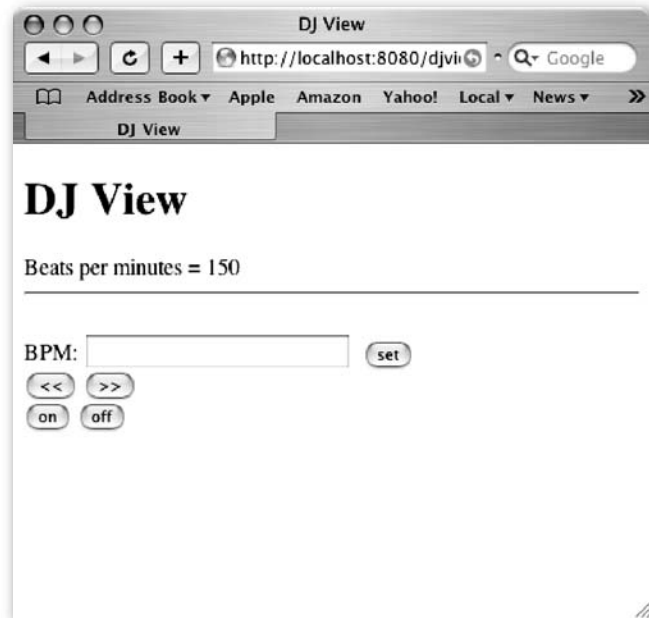 DJ View
http://localhost:8080/djvi
Google
Address Book Apple Amazon Yahoo! Local News »
DJ View
DJ View
Beats per minutes = 150
BPM: set
<< >>
on off